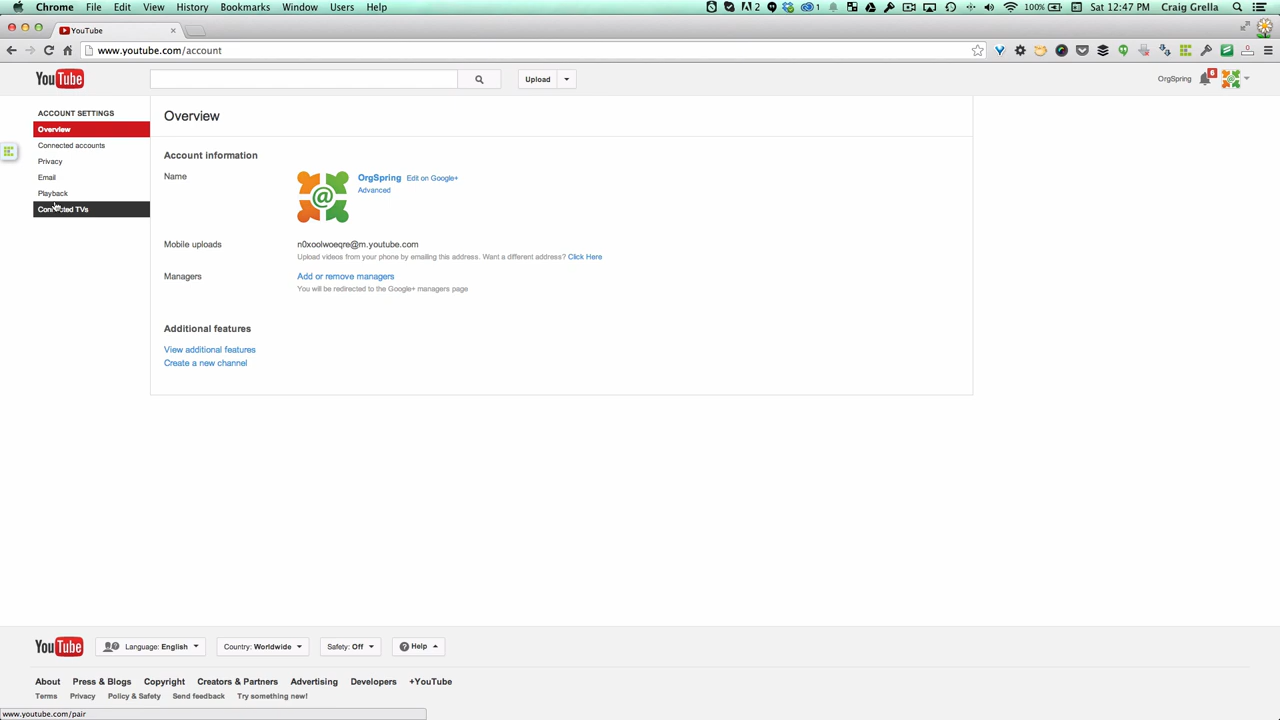 Chrome File Edit View History Bookmarks Window Users Help 2 1 100% Sat 12:47 PM Craig Grella
YouTube
www.youtube.com/account
YouTube Upload OrgSpring 6
ACCOUNT SETTINGS
Overview
Connected accounts
Privacy
Email
Playback
Connected TVs
Overview
Account information
Name
@
OrgSpring Edit on Google+
Advanced
Mobile uploads n0xoolwoeqre@m.youtube.com
Upload videos from your phone by emailing this address. Want a different address? Click Here
Managers Add or remove managers
You will be redirected to the Google+ managers page
Additional features
View additional features
Create a new channel
YouTube Language: English Country: Worldwide Safety: Off Help
About Press & Blogs Copyright Creators & Partners Advertising Developers +YouTube
Terms Privacy Policy & Safety Send feedback Try something new!
www.youtube.com/pair